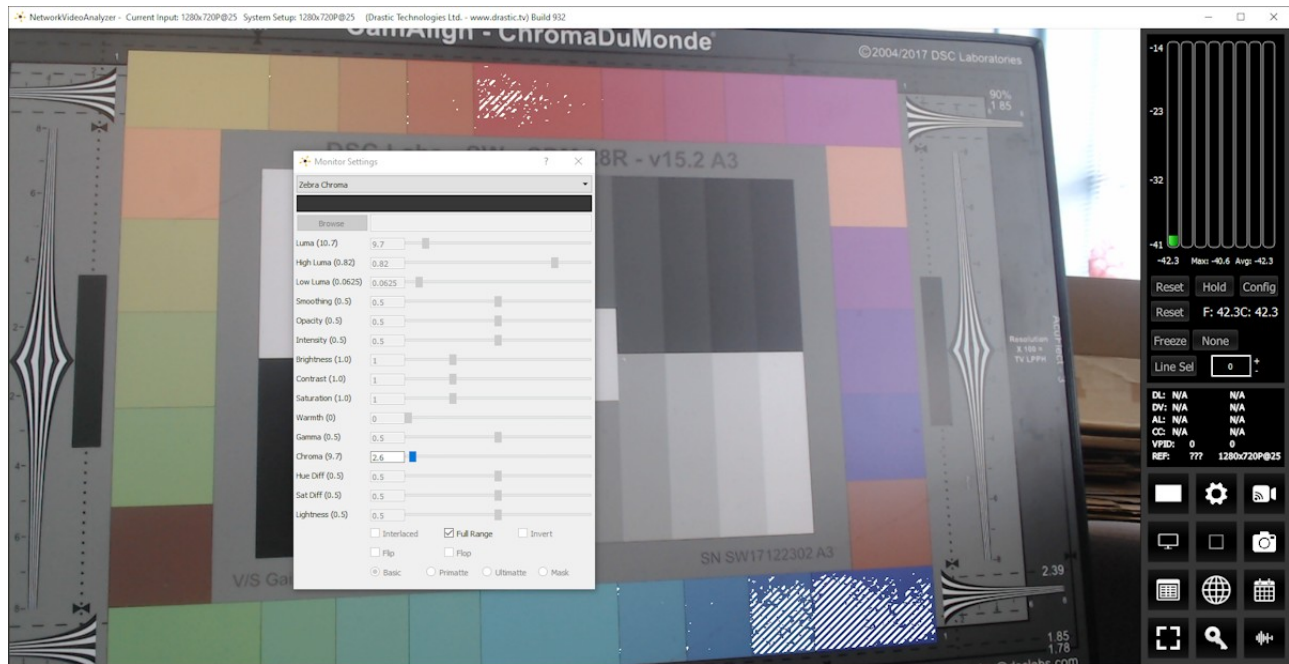 NetworkVideoAnalyzer - Current Input: 1280x720P@25 System Setup: 1280x720P@25 (Drastic Technologies Ltd. - www.drastic.tv) Build 932
CamAlign - ChromaDuMonde
©2004/2017 DSC Laboratories
90%
1.85
8R - v15.2 A3
Monitor Settings
Zebra Chroma
Browse
Luma (10.7) 9.7
High Luma (0.82) 0.82
Low Luma (0.0625) 0.0625
Smoothing (0.5) 0.5
Opacity (0.5) 0.5
Intensity (0.5) 0.5
Brightness (1.0) 1
Contrast (1.0) 1
Saturation (1.0) 1
Warmth (0) 0
Gamma (0.5) 0.5
Chroma (9.7) 2.6
Hue Diff (0.5) 0.5
Sat Diff (0.5) 0.5
Lightness (0.5) 0.5
Interlaced Full Range Invert
Flip Flop
Basic Primatte Ultimatte Mask
Resolution
X 100 =
TV LPPH
V/S Ga
SN SW17122302 A3
2.39
1.85
1.78
-14
-23
-32
-41
-42.3 Max: -40.6 Avg: -42.3
Reset Hold Config
Reset F: 42.3C: 42.3
Freeze None
Line Sel 0 + -
DL: N/A N/A
DV: N/A N/A
AL: N/A N/A
CC: N/A N/A
VPID: 0 0
REF: ??? 1280x720P@25